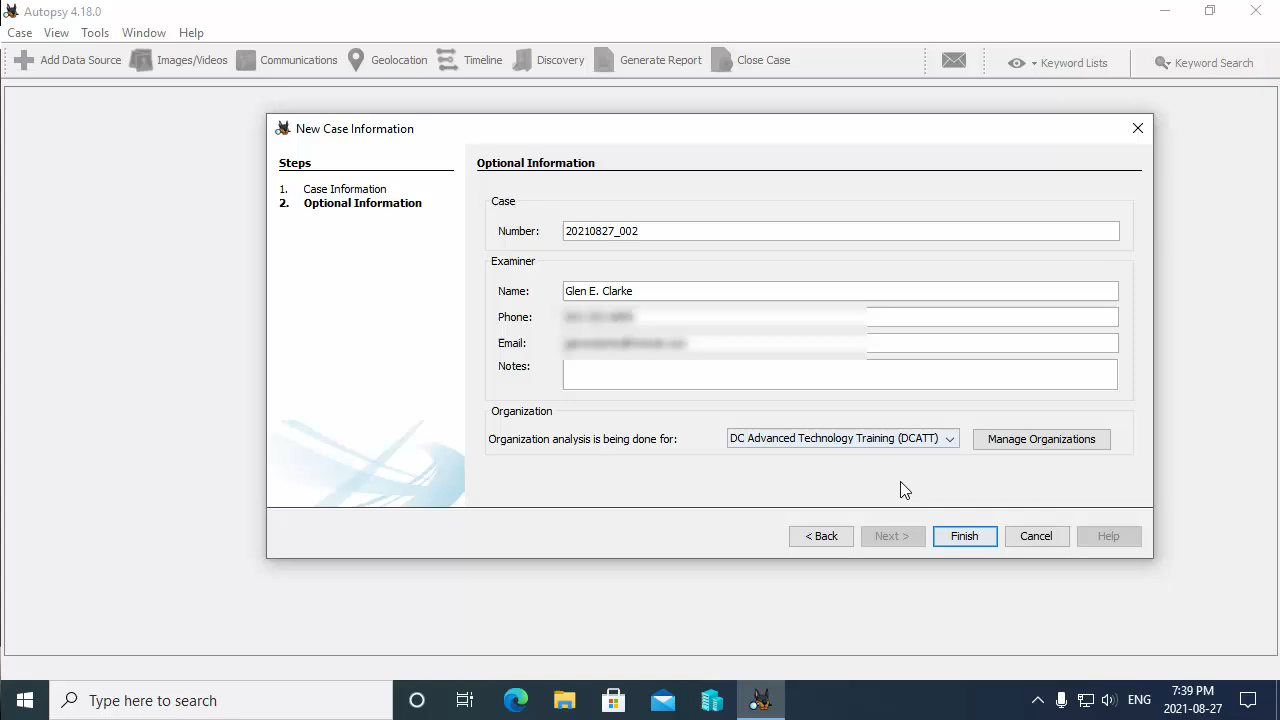 Autopsy 4.18.0
Case View Tools Window Help
Add Data Source Images/Videos Communications Geolocation Timeline Discovery Generate Report Close Case Keyword Lists Keyword Search
New Case Information
Steps
1. Case Information
2. Optional Information
Optional Information
Case
Number: 20210827_002
Examiner
Name: Glen E. Clarke
Phone:
Email:
Notes:
Organization
Organization analysis is being done for: DC Advanced Technology Training (DCATT) Manage Organizations
< Back Next > Finish Cancel Help
Type here to search
ENG
7:39 PM
2021-08-27